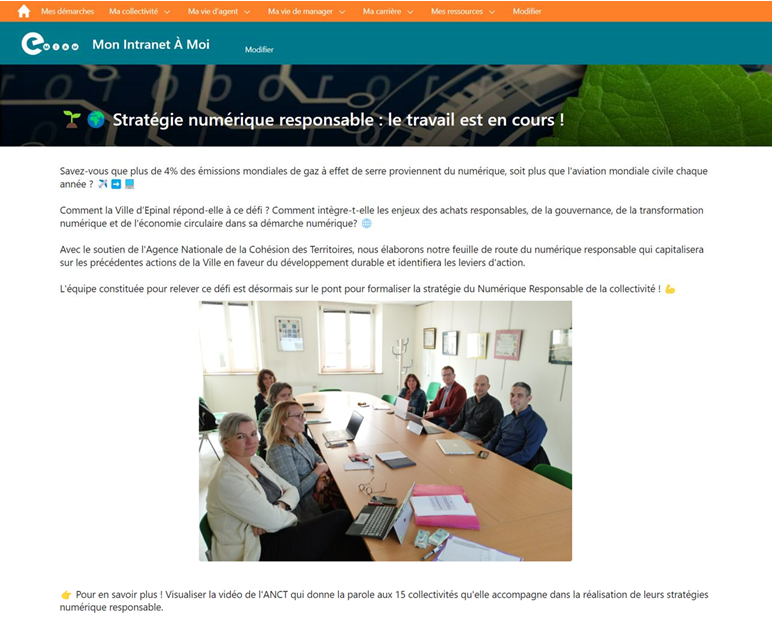 Mes démarches Ma collectivité Ma vie d'agent Ma vie de manager Ma carrière Mes ressources Modifier
e MIAM Mon Intranet À Moi Modifier
🌱 🌍 Stratégie numérique responsable : le travail est en cours !
Savez-vous que plus de 4% des émissions mondiales de gaz à effet de serre proviennent du numérique, soit plus que l'aviation mondiale civile chaque
année ? ✈️ ➡️ 💻
Comment la Ville d'Epinal répond-elle à ce défi ? Comment intègre-t-elle les enjeux des achats responsables, de la gouvernance, de la transformation
numérique et de l'économie circulaire dans sa démarche numérique? 🌐
Avec le soutien de l'Agence Nationale de la Cohésion des Territoires, nous élaborons notre feuille de route du numérique responsable qui capitalisera
sur les précédentes actions de la Ville en faveur du développement durable et identifiera les leviers d'action.
L'équipe constituée pour relever ce défi est désormais sur le pont pour formaliser la stratégie du Numérique Responsable de la collectivité ! 💪
👉 Pour en savoir plus ! Visualiser la vidéo de l'ANCT qui donne la parole aux 15 collectivités qu'elle accompagne dans la réalisation de leurs stratégies
numérique responsable.